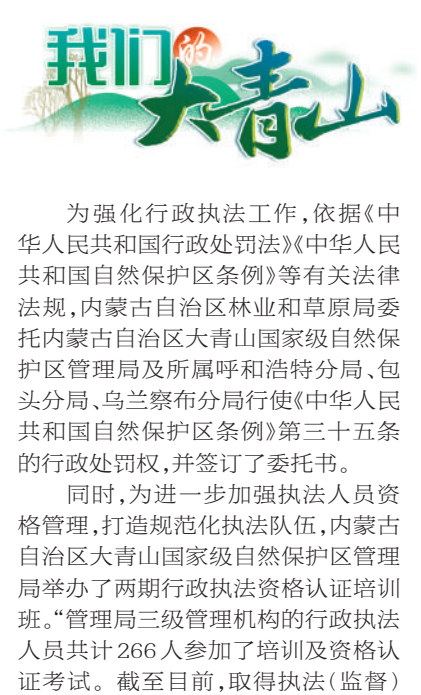 我们的
大青山
为强化行政执法工作,依据《中
华人民共和国行政处罚法》《中华人民
共和国自然保护区条例》等有关法律
法规,内蒙古自治区林业和草原局委
托内蒙古自治区大青山国家级自然保
护区管理局及所属呼和浩特分局、包
头分局、乌兰察布分局行使《中华人民
共和国自然保护区条例》第三十五条
的行政处罚权,并签订了委托书。
同时,为进一步加强执法人员资
格管理,打造规范化执法队伍,内蒙古
自治区大青山国家级自然保护区管理
局举办了两期行政执法资格认证培训
班。“管理局三级管理机构的行政执法
人员共计266人参加了培训及资格认
证考试。截至目前,取得执法(监督)